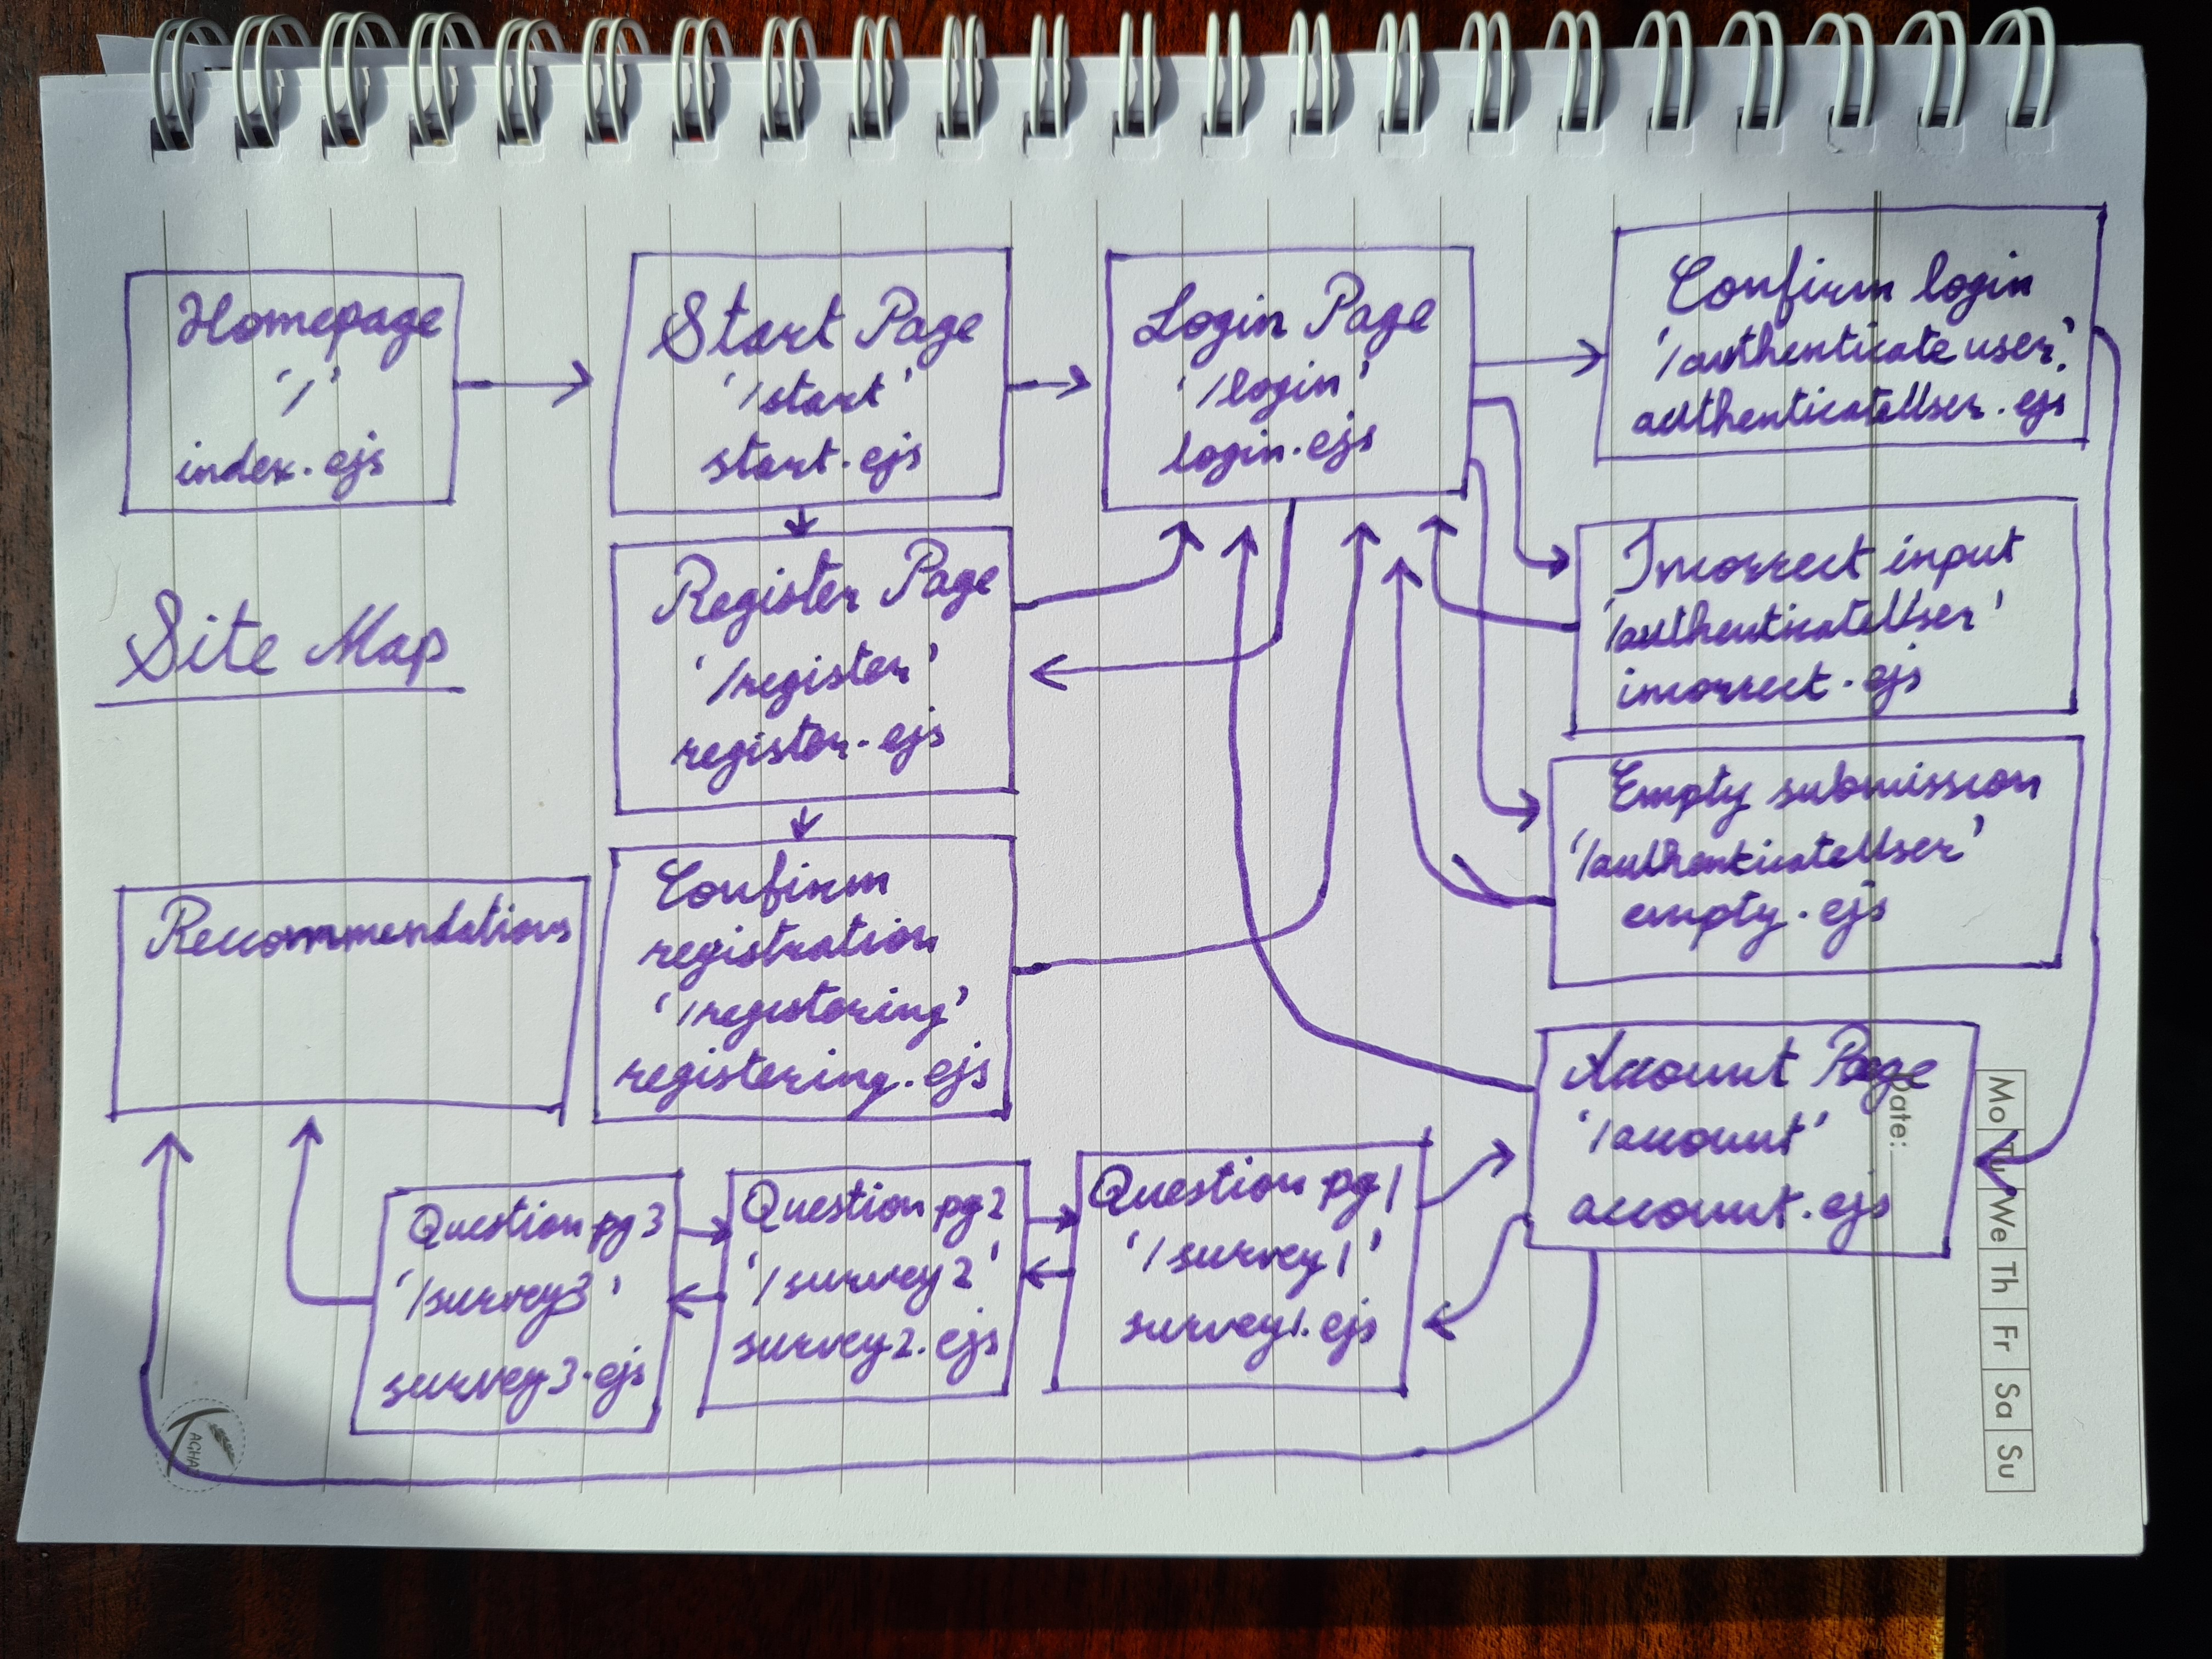 Homepage
'/'
index.ejs
Start Page
'/start'
start.ejs
Login Page
'/login'
login.ejs
Confirm login
'/authenticate user'
authenticateUser.ejs
Site Map
Register Page
'/register'
register.ejs
Incorrect input
'/authenticateUser'
incorrect.ejs
Recommendations
Confirm
registration
'/registering'
registering.ejs
Empty submission
'/authenticateUser'
empty.ejs
Question pg 3
'/survey3'
survey3.ejs
Question pg 2
'/survey2'
survey2.ejs
Question pg 1
'/survey1'
survey1.ejs
Account Page
'/account'
account.ejs
Date:
Mo Tu We Th Fr Sa Su